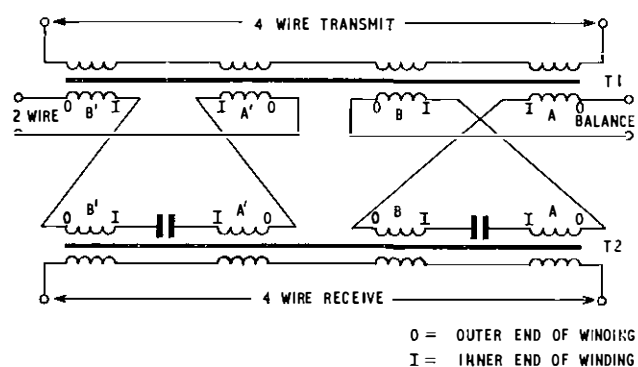 4 WIRE TRANSMIT
T1
O B' I I A' O O B I I A O
2 WIRE
BALANCE
O B' I I A' O O B I I A O
T2
4 WIRE RECEIVE
O = OUTER END OF WINDING
I = INNER END OF WINDING